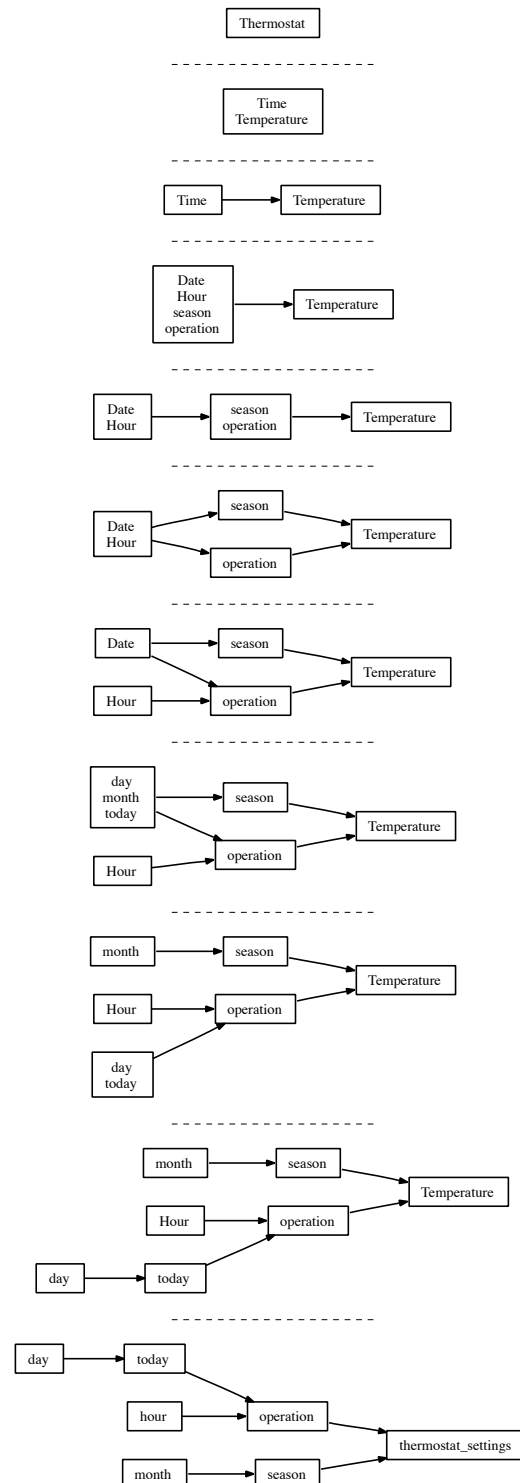 Thermostat
Time
Temperature
Time
Temperature
Date
Hour
season
operation
Temperature
Date
Hour
season
operation
Temperature
season
Date
Hour
Temperature
operation
Date
season
Temperature
Hour
operation
day
month
today
season
Temperature
Hour
operation
month
season
Temperature
Hour
operation
day
today
month
season
Temperature
Hour
operation
day
today
day
today
hour
operation
thermostat_settings
month
season